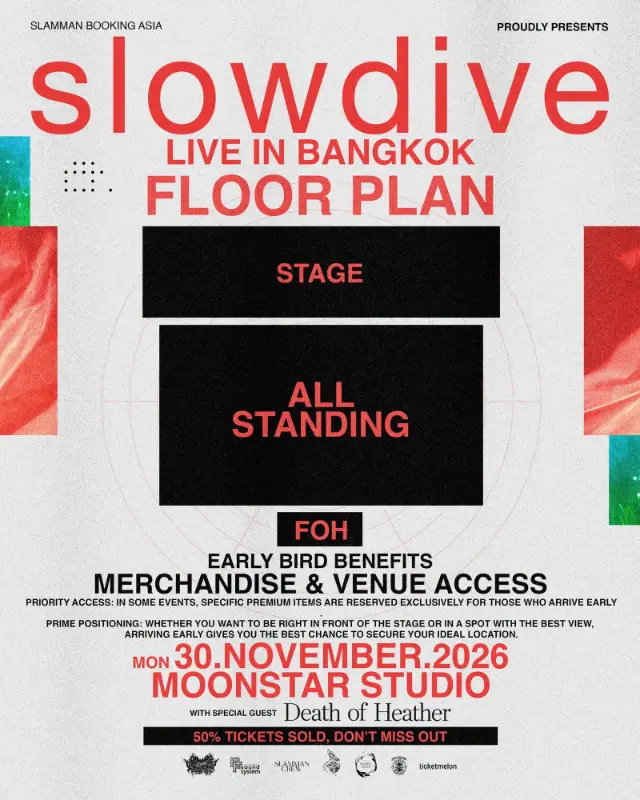 SLAMMAN BOOKING ASIA
PROUDLY PRESENTS
slowdive
LIVE IN BANGKOK
FLOOR PLAN
STAGE
ALL
STANDING
FOH
EARLY BIRD BENEFITS
MERCHANDISE & VENUE ACCESS
PRIORITY ACCESS: IN SOME EVENTS, SPECIFIC PREMIUM ITEMS ARE RESERVED EXCLUSIVELY FOR THOSE WHO ARRIVE EARLY
.
PRIME POSITIONING: WHETHER YOU WANT TO BE RIGHT IN FRONT OF THE STAGE OR IN A SPOT WITH THE BEST VIEW,
ARRIVING EARLY GIVES YOU THE BEST CHANCE TO SECURE YOUR IDEAL LOCATION.
MON 30.NOVEMBER.2026
MOONSTAR STUDIO
WITH SPECIAL GUEST Death of Heather
50% TICKETS SOLD, DON'T MISS OUT
sound
system
SLAMMAN
CREW
ticketmelon